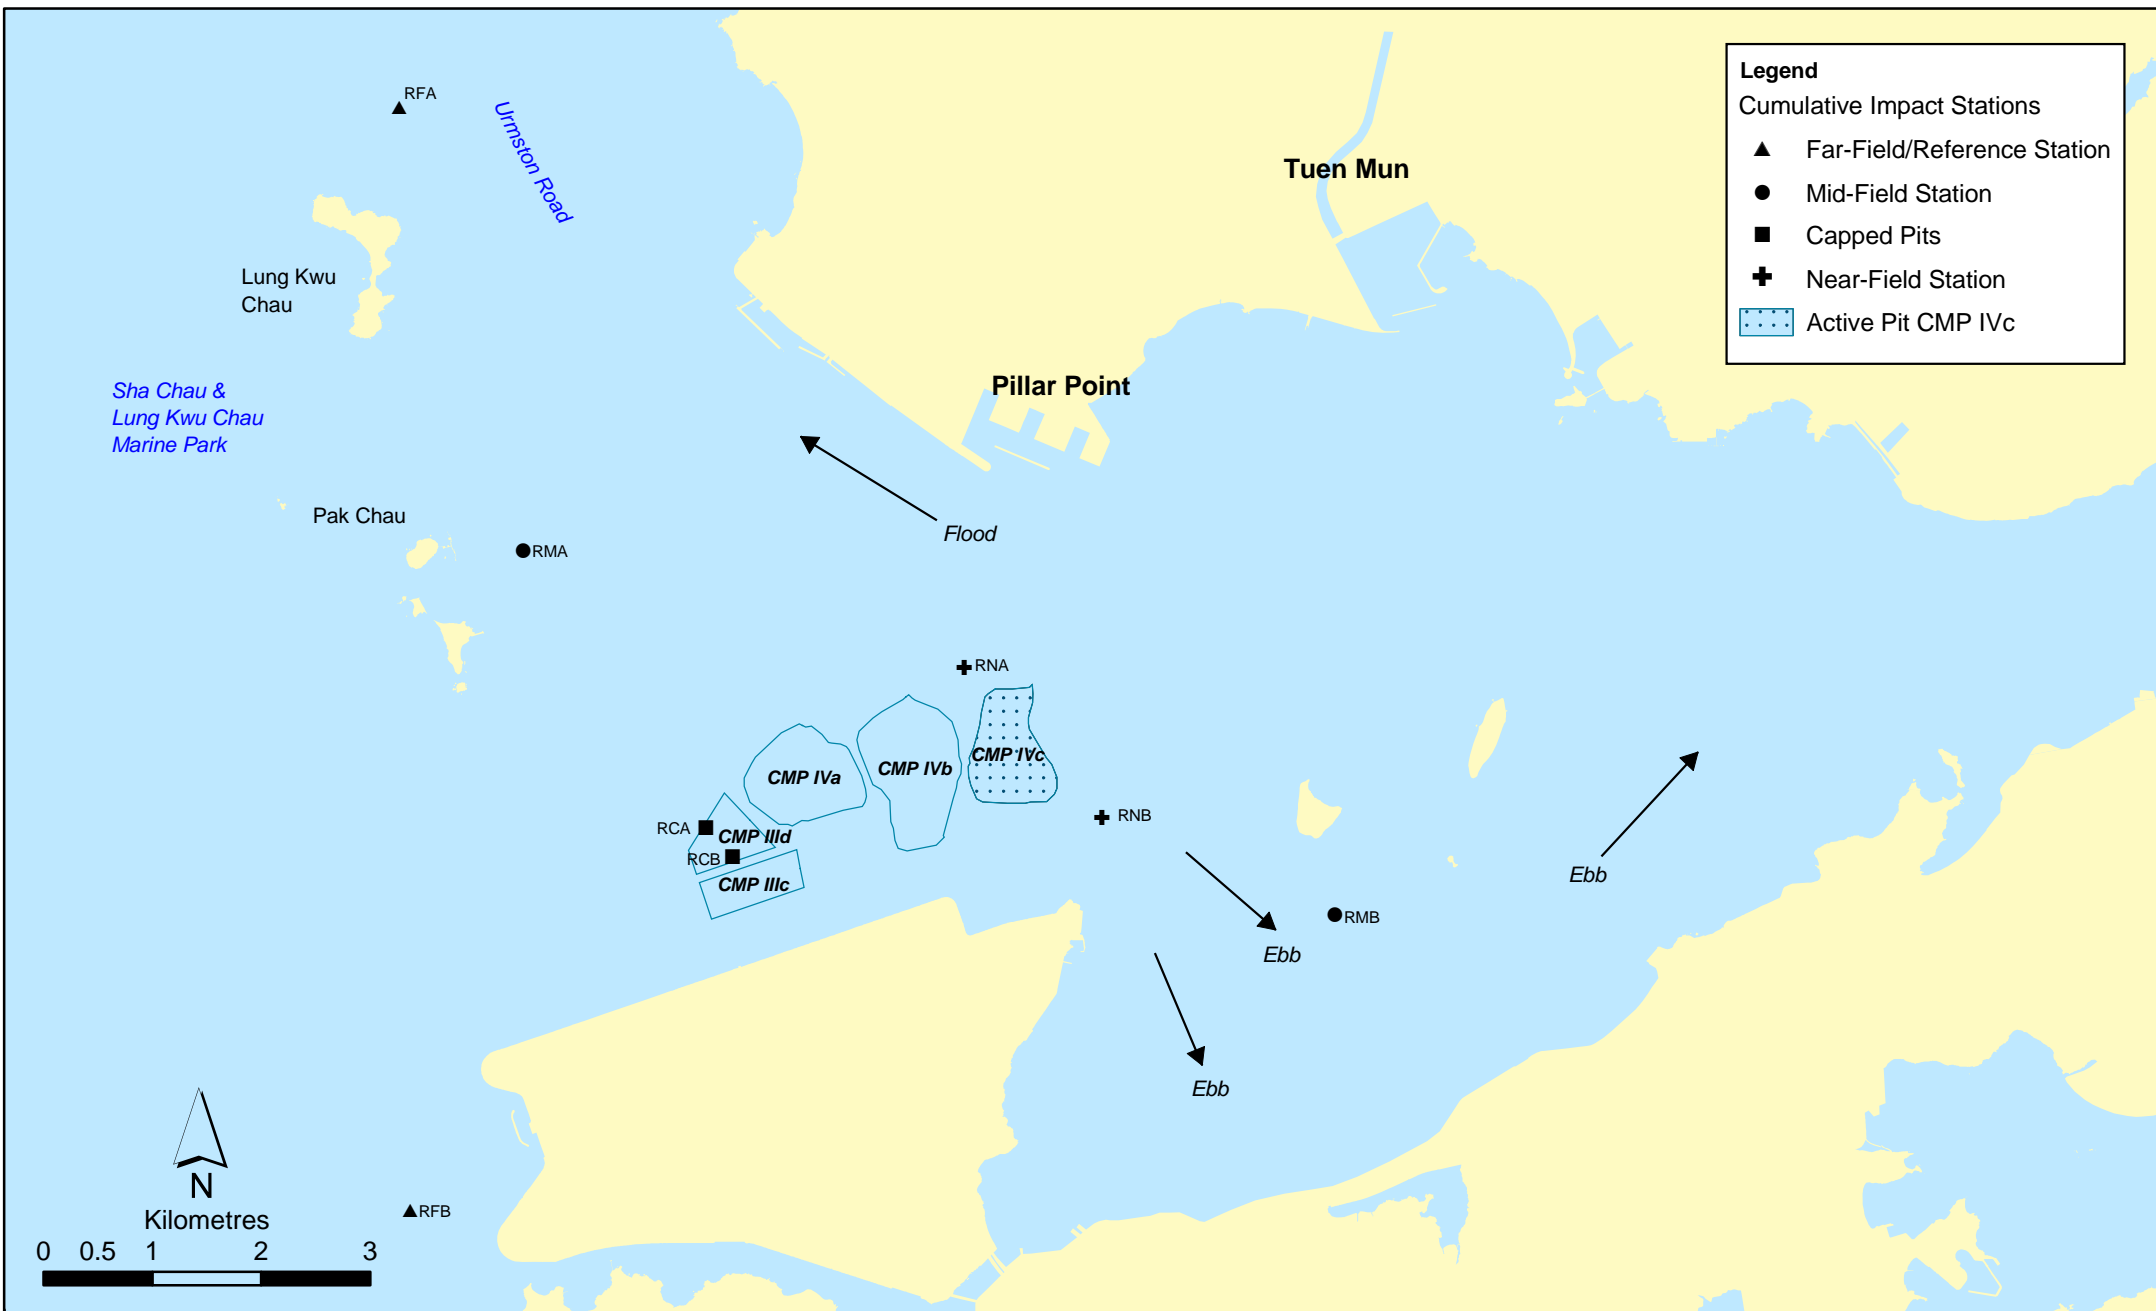 RFA
Urmston Road
Tuen Mun
Legend
Cumulative Impact Stations
Far-Field/Reference Station
Mid-Field Station
Capped Pits
Near-Field Station
Active Pit CMP IVc
Lung Kwu
Chau
Sha Chau &
Lung Kwu Chau
Marine Park
Pillar Point
Pak Chau
Flood
RMA
RNA
CMP IVa
CMP IVb
CMP IVc
RNB
RCA
CMP IIId
RCB
CMP IIIc
RMB
Ebb
Ebb
Ebb
N
Kilometres
0 0.5 1 2 3
RFB